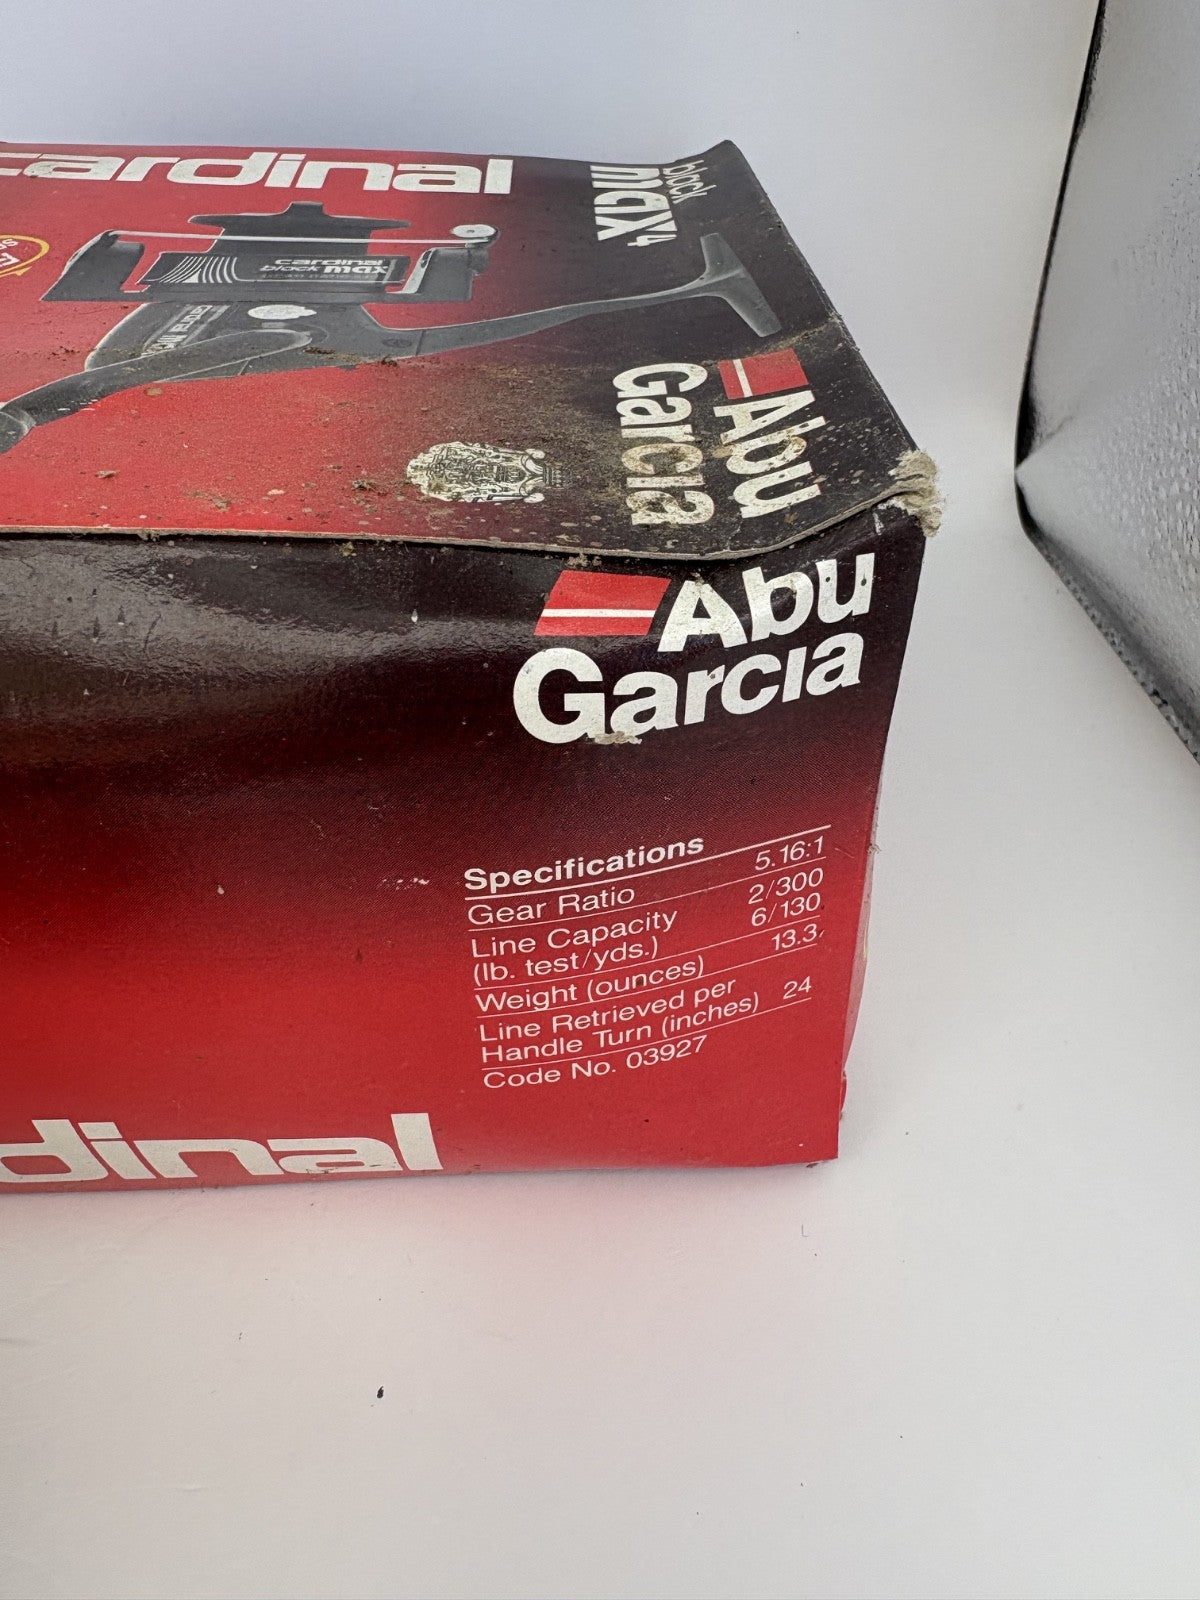 cardinal
black
max4
cardinal
black max
Abu
Garcia
Abu
Garcia
Specifications
Gear Ratio 5.16:1
Line Capacity 2/300
(lb. test/yds.) 6/130
Weight (ounces) 13.3
Line Retrieved per
Handle Turn (inches) 24
Code No. 03927
dinal